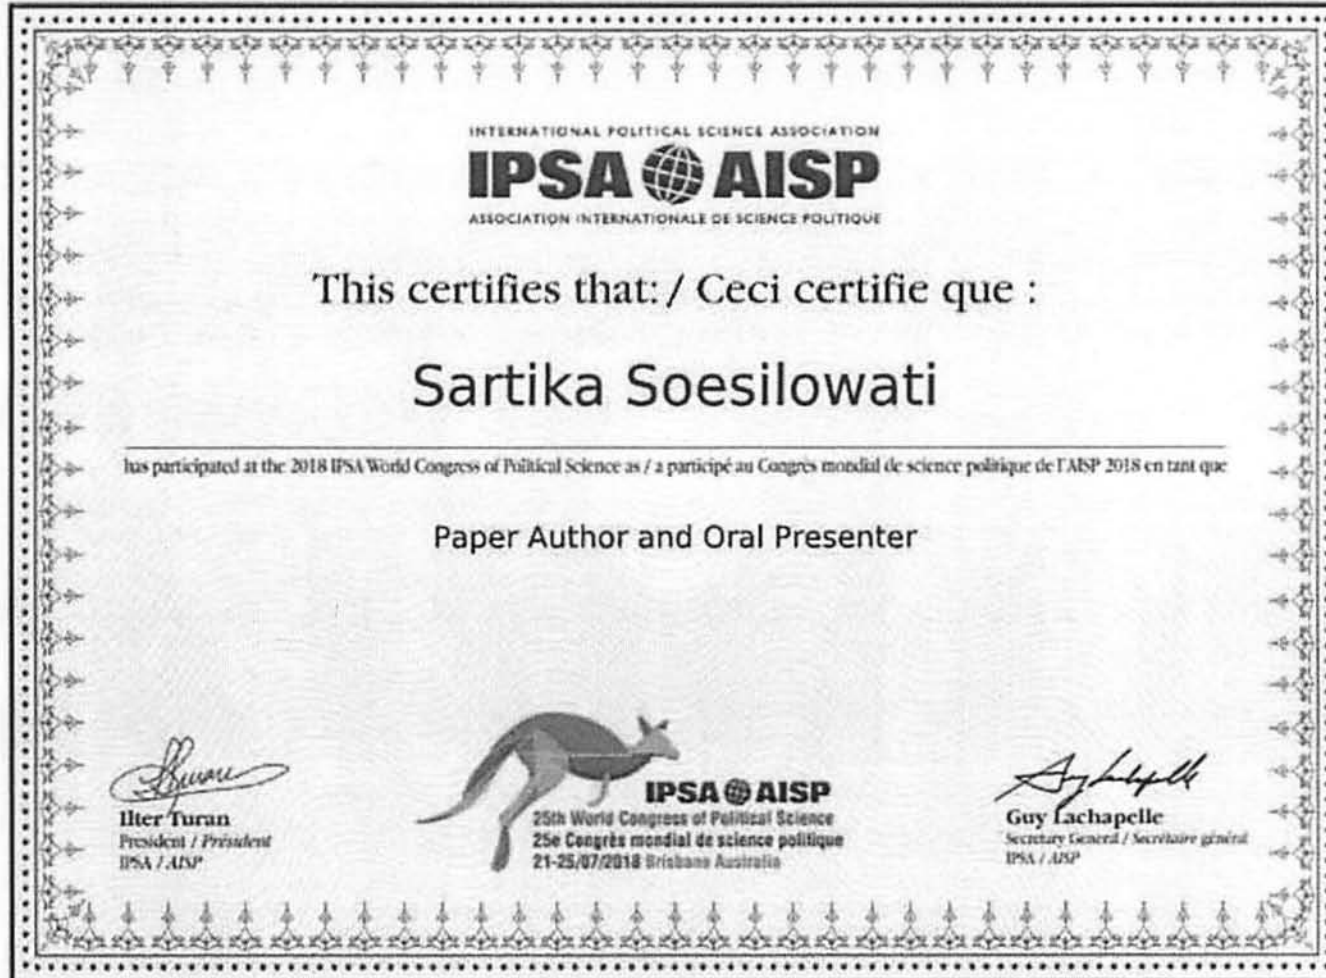 INTERNATIONAL POLITICAL SCIENCE ASSOCIATION
IPSA AISP
ASSOCIATION INTERNATIONALE DE SCIENCE POLITIQUE
This certifies that: / Ceci certifie que :
Sartika Soesilowati
has participated at the 2018 IPSA World Congress of Political Science as / a participé au Congrès mondial de science politique de l'AISP 2018 en tant que
Paper Author and Oral Presenter
Ilter Turan
President / Président
IPSA / AISP
IPSA AISP
25th World Congress of Political Science
25e Congrès mondial de science politique
21-25/07/2018 Brisbane Australia
Guy Lachapelle
Secretary General / Secrétaire général
IPSA / AISP